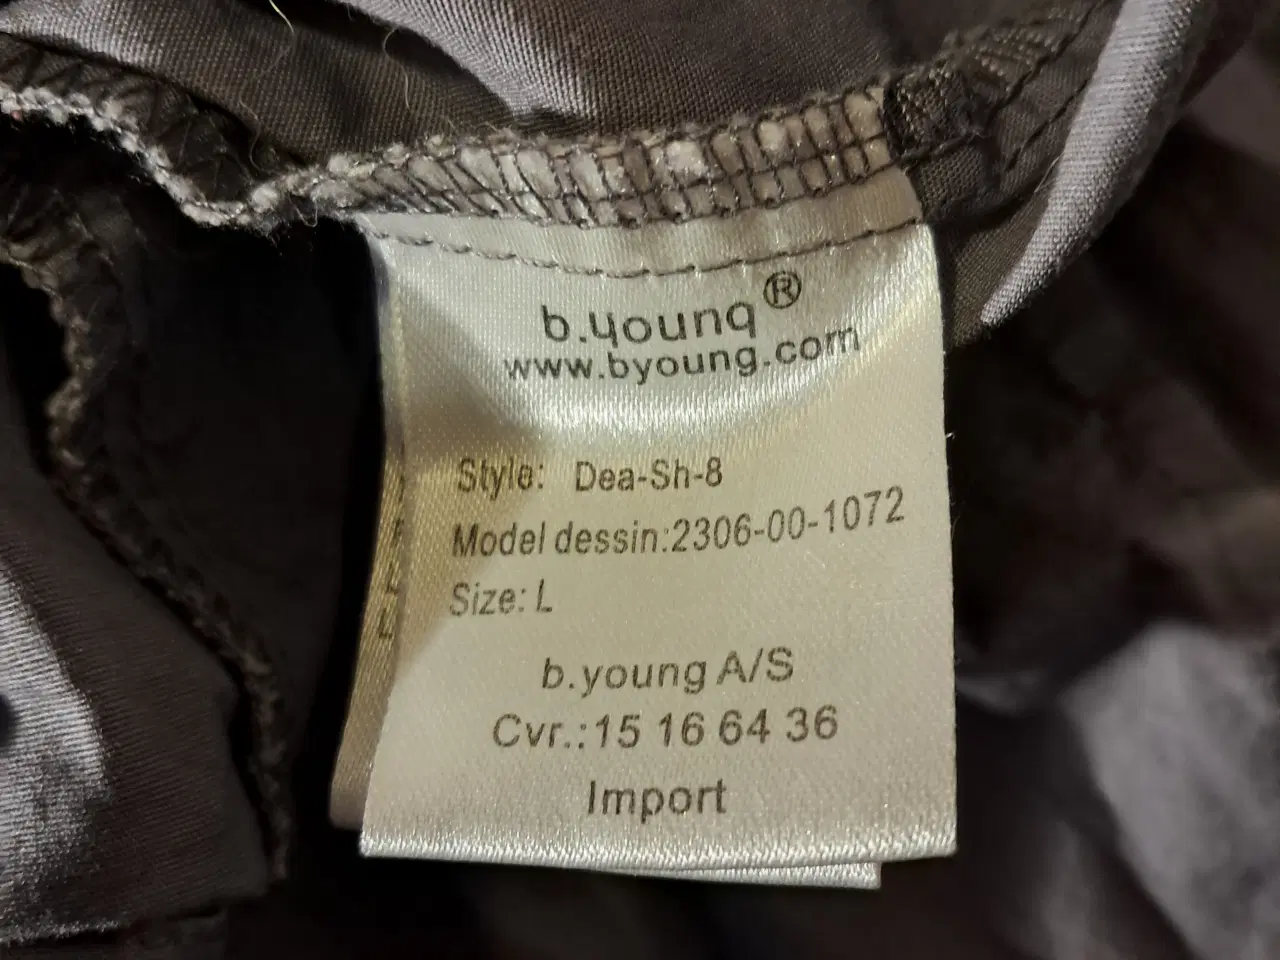 b.young®
www.byoung.com
Style: Dea-Sh-8
Model dessin:2306-00-1072
Size: L
b.young A/S
Cvr.:15 16 64 36
Import